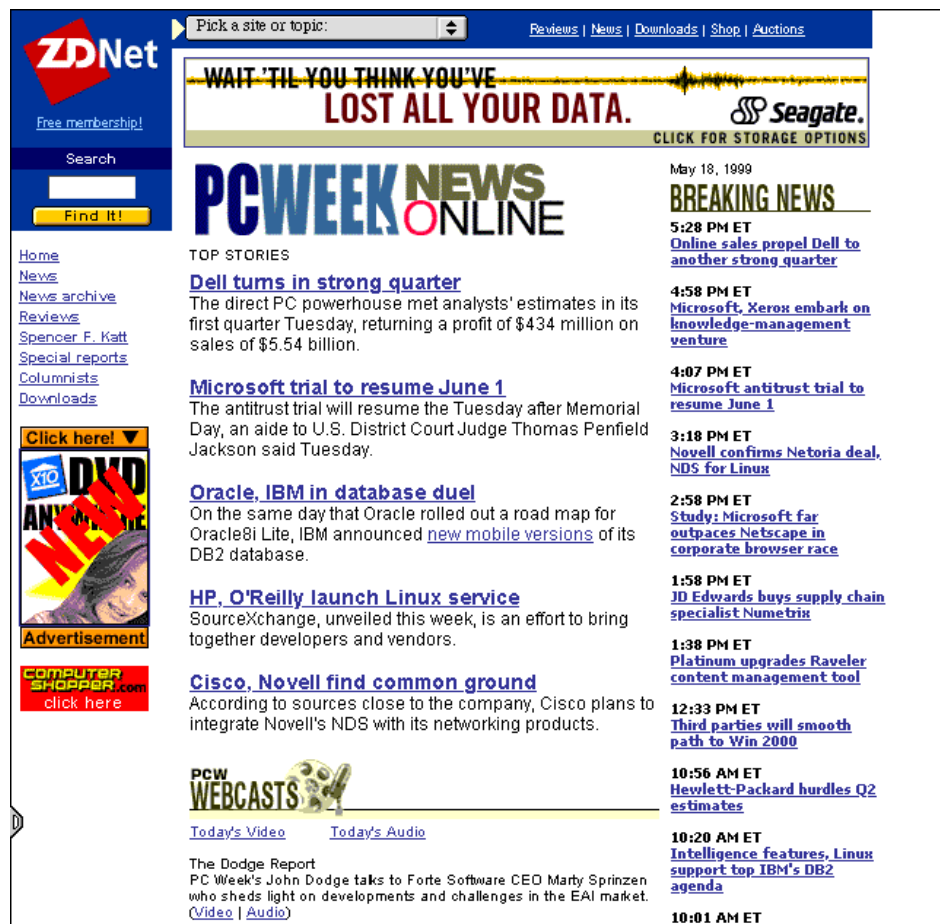 ZDNet
Free membership!
Search
Find It!
Pick a site or topic:
Reviews | News | Downloads | Shop | Auctions
WAIT 'TIL YOU THINK YOU'VE
LOST ALL YOUR DATA.
Seagate.
CLICK FOR STORAGE OPTIONS
Home
News
News archive
Reviews
Spencer F. Katt
Special reports
Columnists
Downloads
Click here!
X10
DVD
ANYWHERE
NEW
Advertisement
COMPUTER
SHOPPER.com
click here
PCWEEK NEWS
ONLINE
TOP STORIES
Dell turns in strong quarter
The direct PC powerhouse met analysts' estimates in its
first quarter Tuesday, returning a profit of $434 million on
sales of $5.54 billion.
Microsoft trial to resume June 1
The antitrust trial will resume the Tuesday after Memorial
Day, an aide to U.S. District Court Judge Thomas Penfield
Jackson said Tuesday.
Oracle, IBM in database duel
On the same day that Oracle rolled out a road map for
Oracle8i Lite, IBM announced new mobile versions of its
DB2 database.
HP, O'Reilly launch Linux service
SourceXchange, unveiled this week, is an effort to bring
together developers and vendors.
Cisco, Novell find common ground
According to sources close to the company, Cisco plans to
integrate Novell's NDS with its networking products.
PCW
WEBCASTS
Today's Video Today's Audio
The Dodge Report
PC Week's John Dodge talks to Forte Software CEO Marty Sprinzen
who sheds light on developments and challenges in the EAI market.
(Video | Audio)
May 18, 1999
BREAKING NEWS
5:28 PM ET
Online sales propel Dell to
another strong quarter
4:58 PM ET
Microsoft, Xerox embark on
knowledge-management
venture
4:07 PM ET
Microsoft antitrust trial to
resume June 1
3:18 PM ET
Novell confirms Netoria deal,
NDS for Linux
2:58 PM ET
Study: Microsoft far
outpaces Netscape in
corporate browser race
1:58 PM ET
JD Edwards buys supply chain
specialist Numetrix
1:38 PM ET
Platinum upgrades Raveler
content management tool
12:33 PM ET
Third parties will smooth
path to Win 2000
10:56 AM ET
Hewlett-Packard hurdles Q2
estimates
10:20 AM ET
Intelligence features, Linux
support top IBM's DB2
agenda
10:01 AM ET